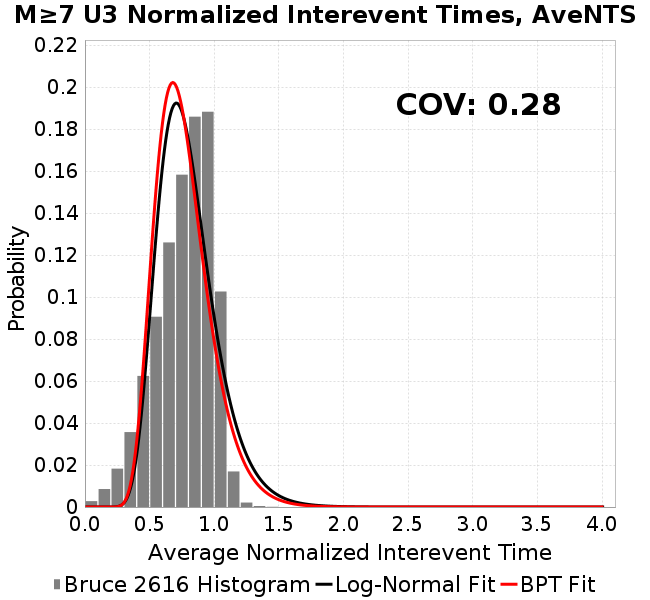 M≥7 U3 Normalized Interevent Times, AveNTS
COV: 0.28
Probability
0.22
0.2
0.18
0.16
0.14
0.12
0.1
0.08
0.06
0.04
0.02
0
0.0 0.5 1.0 1.5 2.0 2.5 3.0 3.5 4.0
Average Normalized Interevent Time
Bruce 2616 Histogram Log-Normal Fit BPT Fit